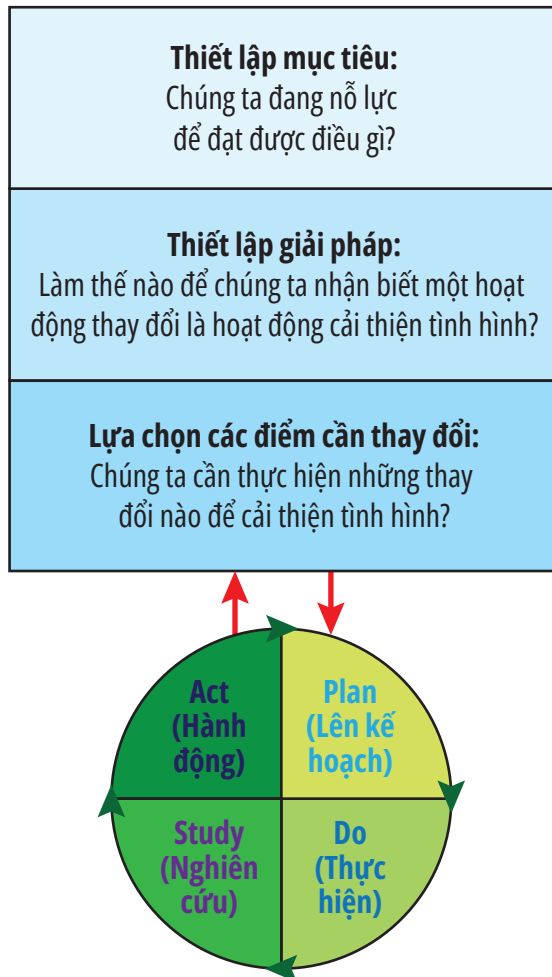 Thiết lập mục tiêu:
Chúng ta đang nỗ lực
để đạt được điều gì?
Thiết lập giải pháp:
Làm thế nào để chúng ta nhận biết một hoạt
động thay đổi là hoạt động cải thiện tình hình?
Lựa chọn các điểm cần thay đổi:
Chúng ta cần thực hiện những thay
đổi nào để cải thiện tình hình?
Act
(Hành
động)
Plan
(Lên kế
hoạch)
Study
(Nghiên
cứu)
Do
(Thực
hiện)